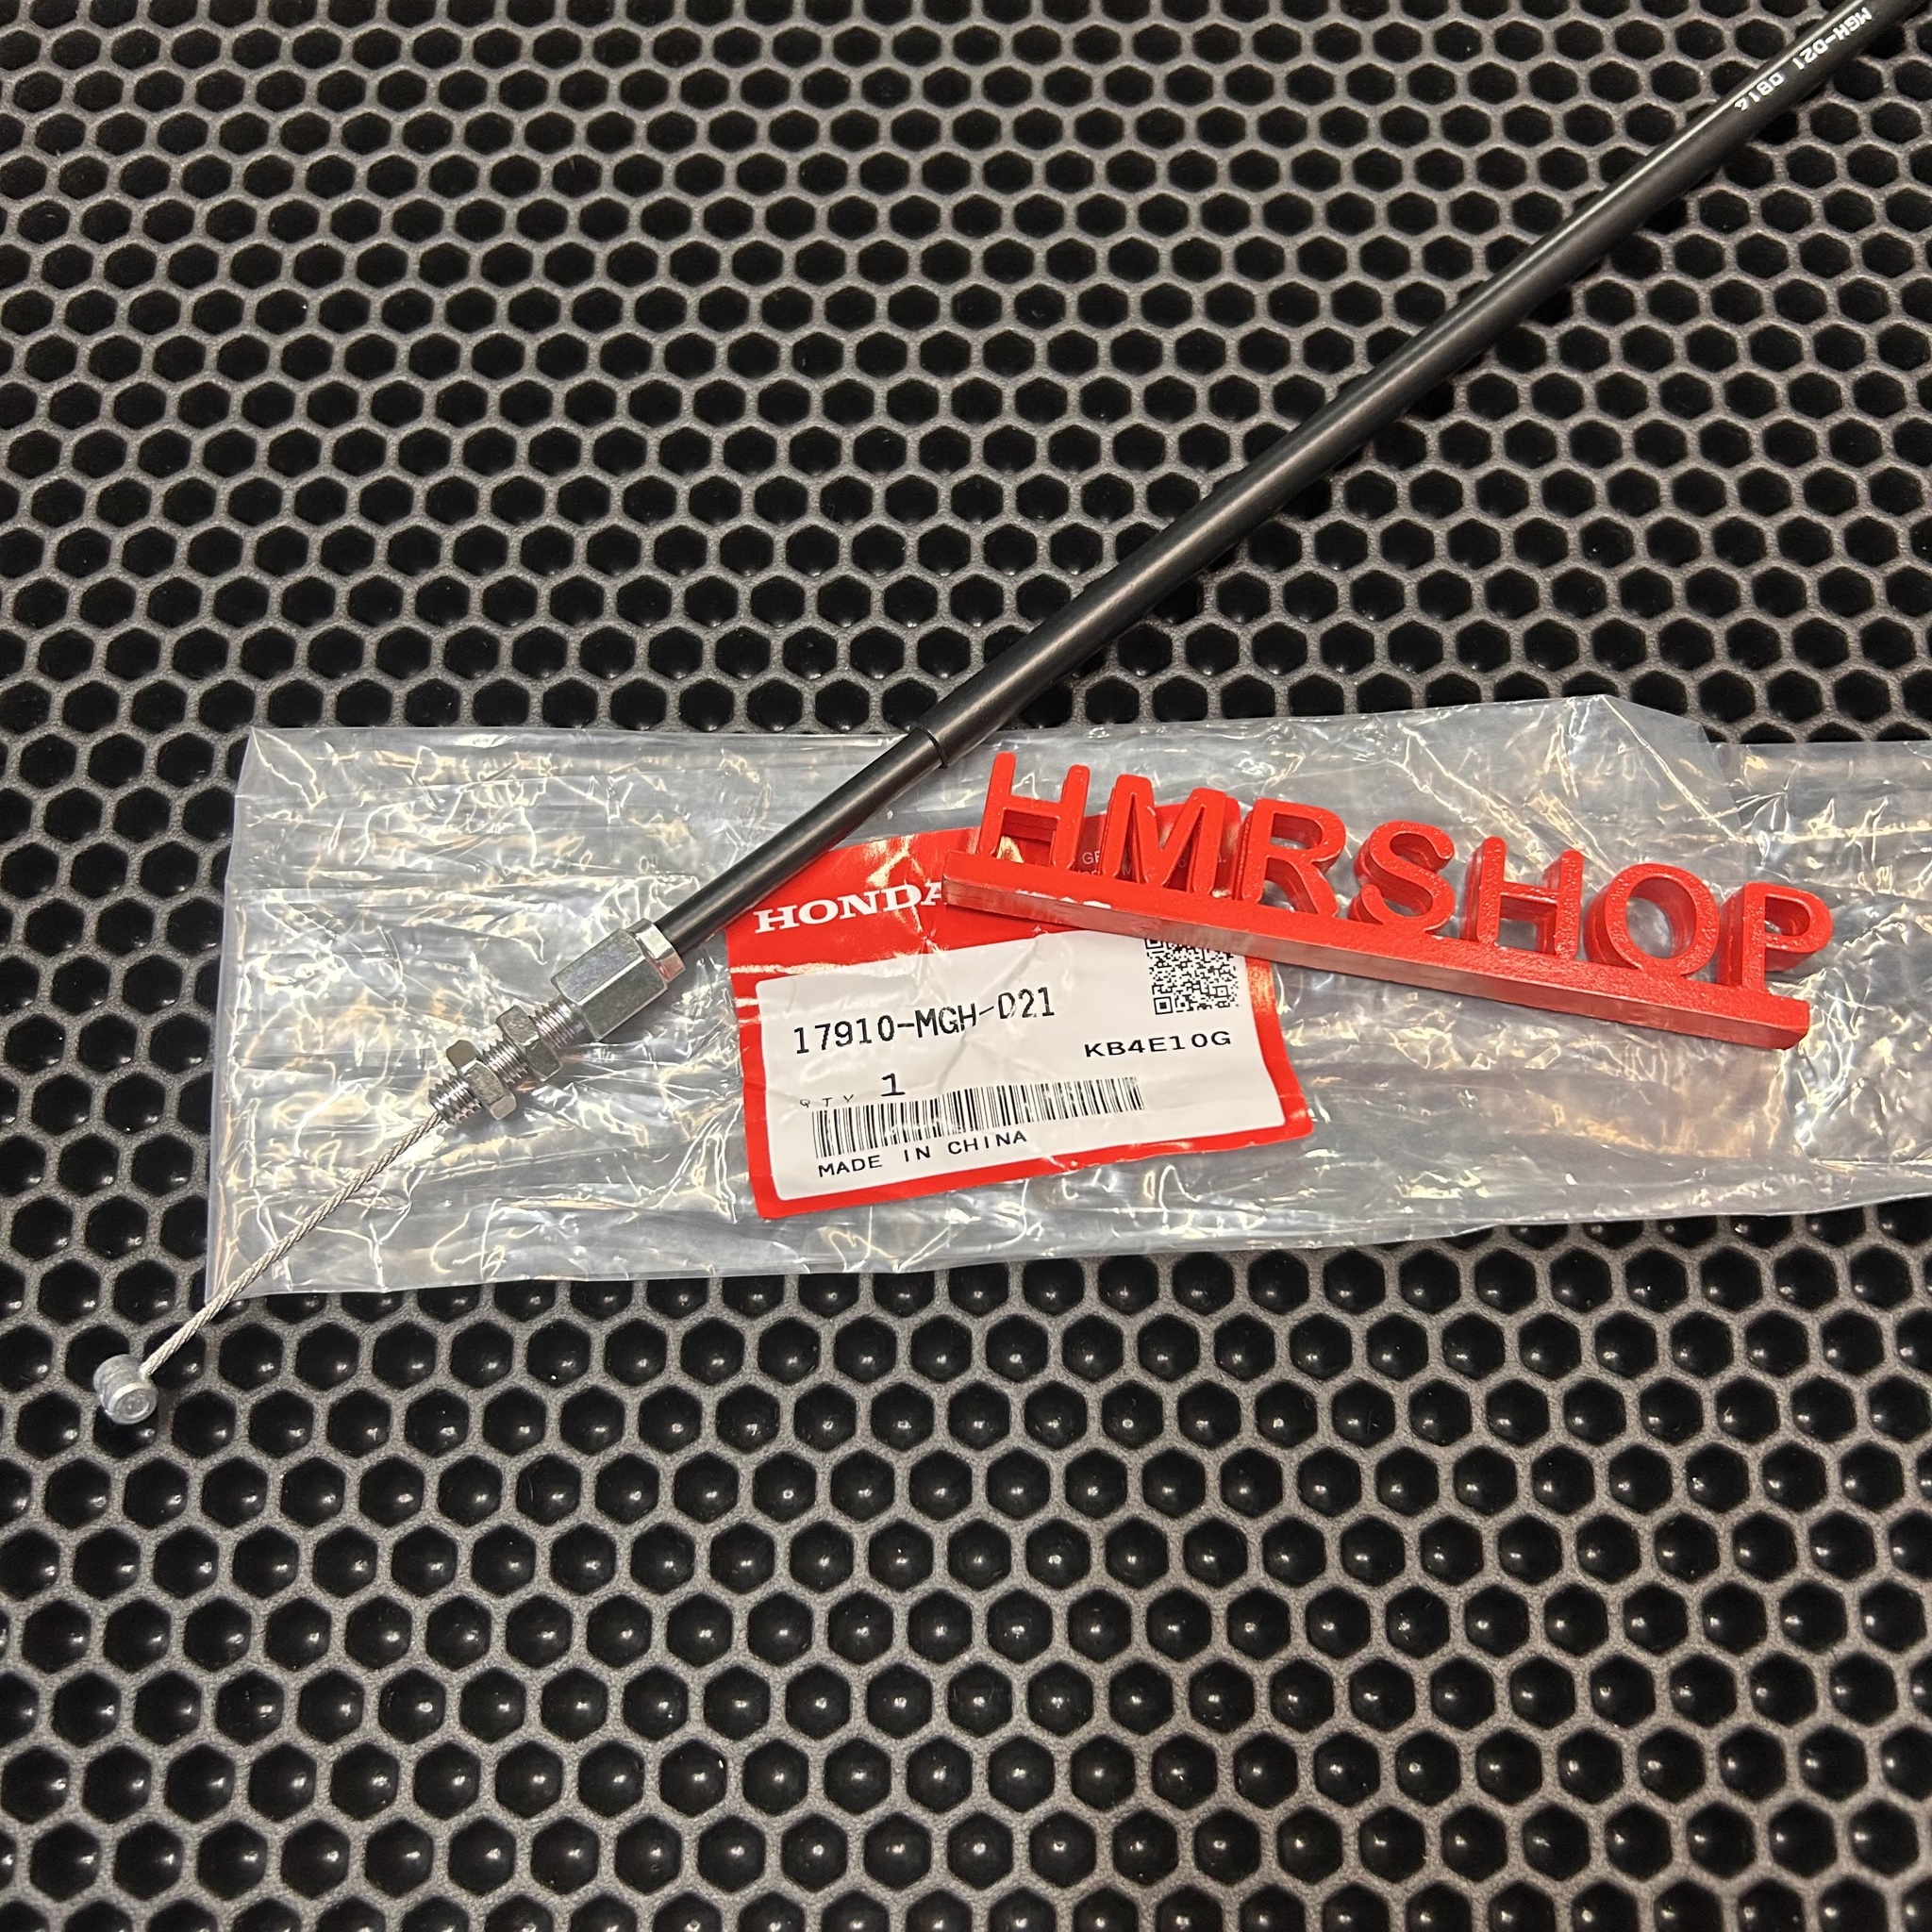 MGH-D21 0814
HMRSHOP
HONDA
17910-MGH-D21
KB4E10G
QTY 1
MADE IN CHINA